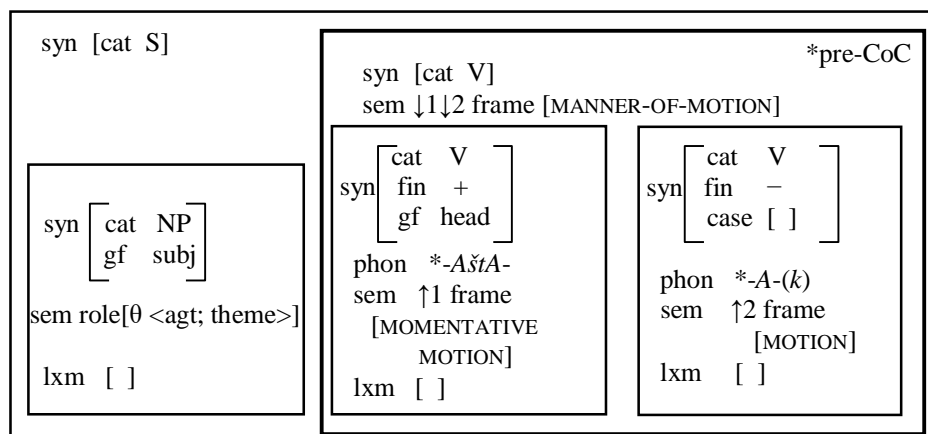 syn [cat S]
*pre-CoC
syn [cat V]
sem ↓1↓2 frame [MANNER-OF-MOTION]
syn
cat NP
gf subj
sem role[θ <agt; theme>]
lxm [ ]
syn
cat V
fin +
gf head
phon *-AštA-
sem ↑1 frame
[MOMENTATIVE
MOTION]
lxm [ ]
syn
cat V
fin −
case [ ]
phon *-A-(k)
sem ↑2 frame
[MOTION]
lxm [ ]